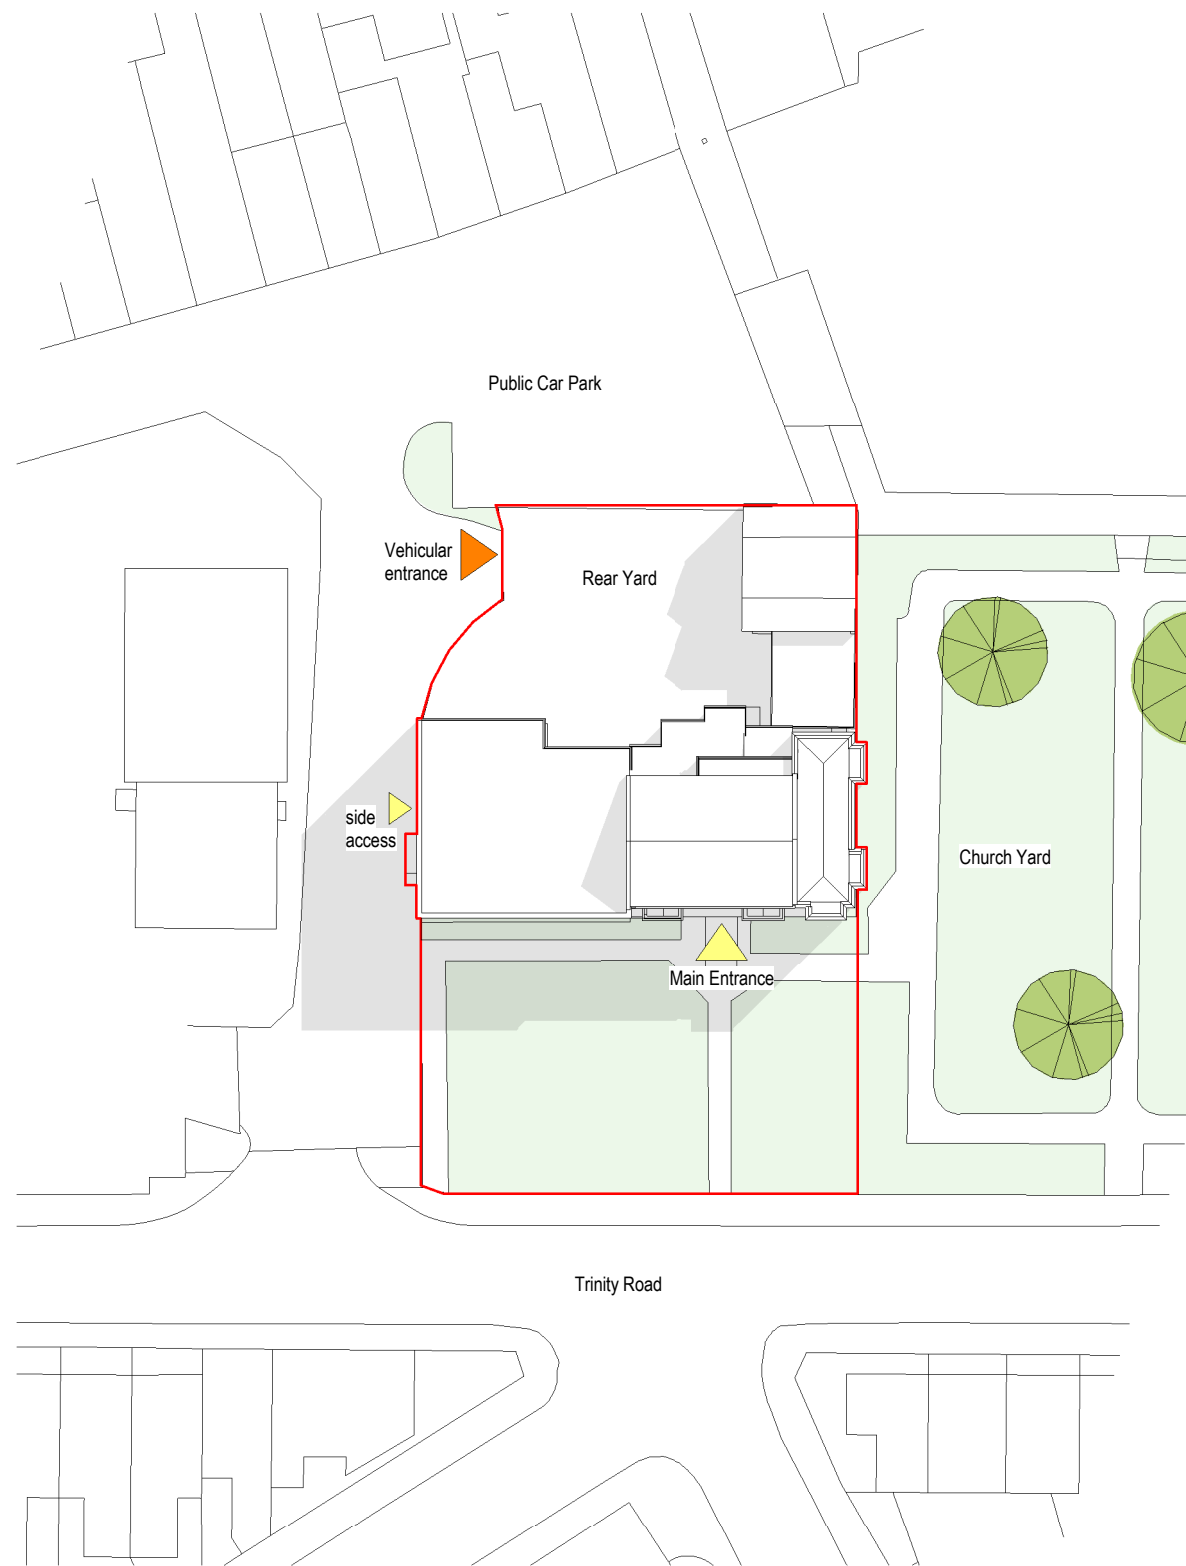 Public Car Park
Vehicular
entrance
Rear Yard
side
access
Church Yard
Main Entrance
Trinity Road